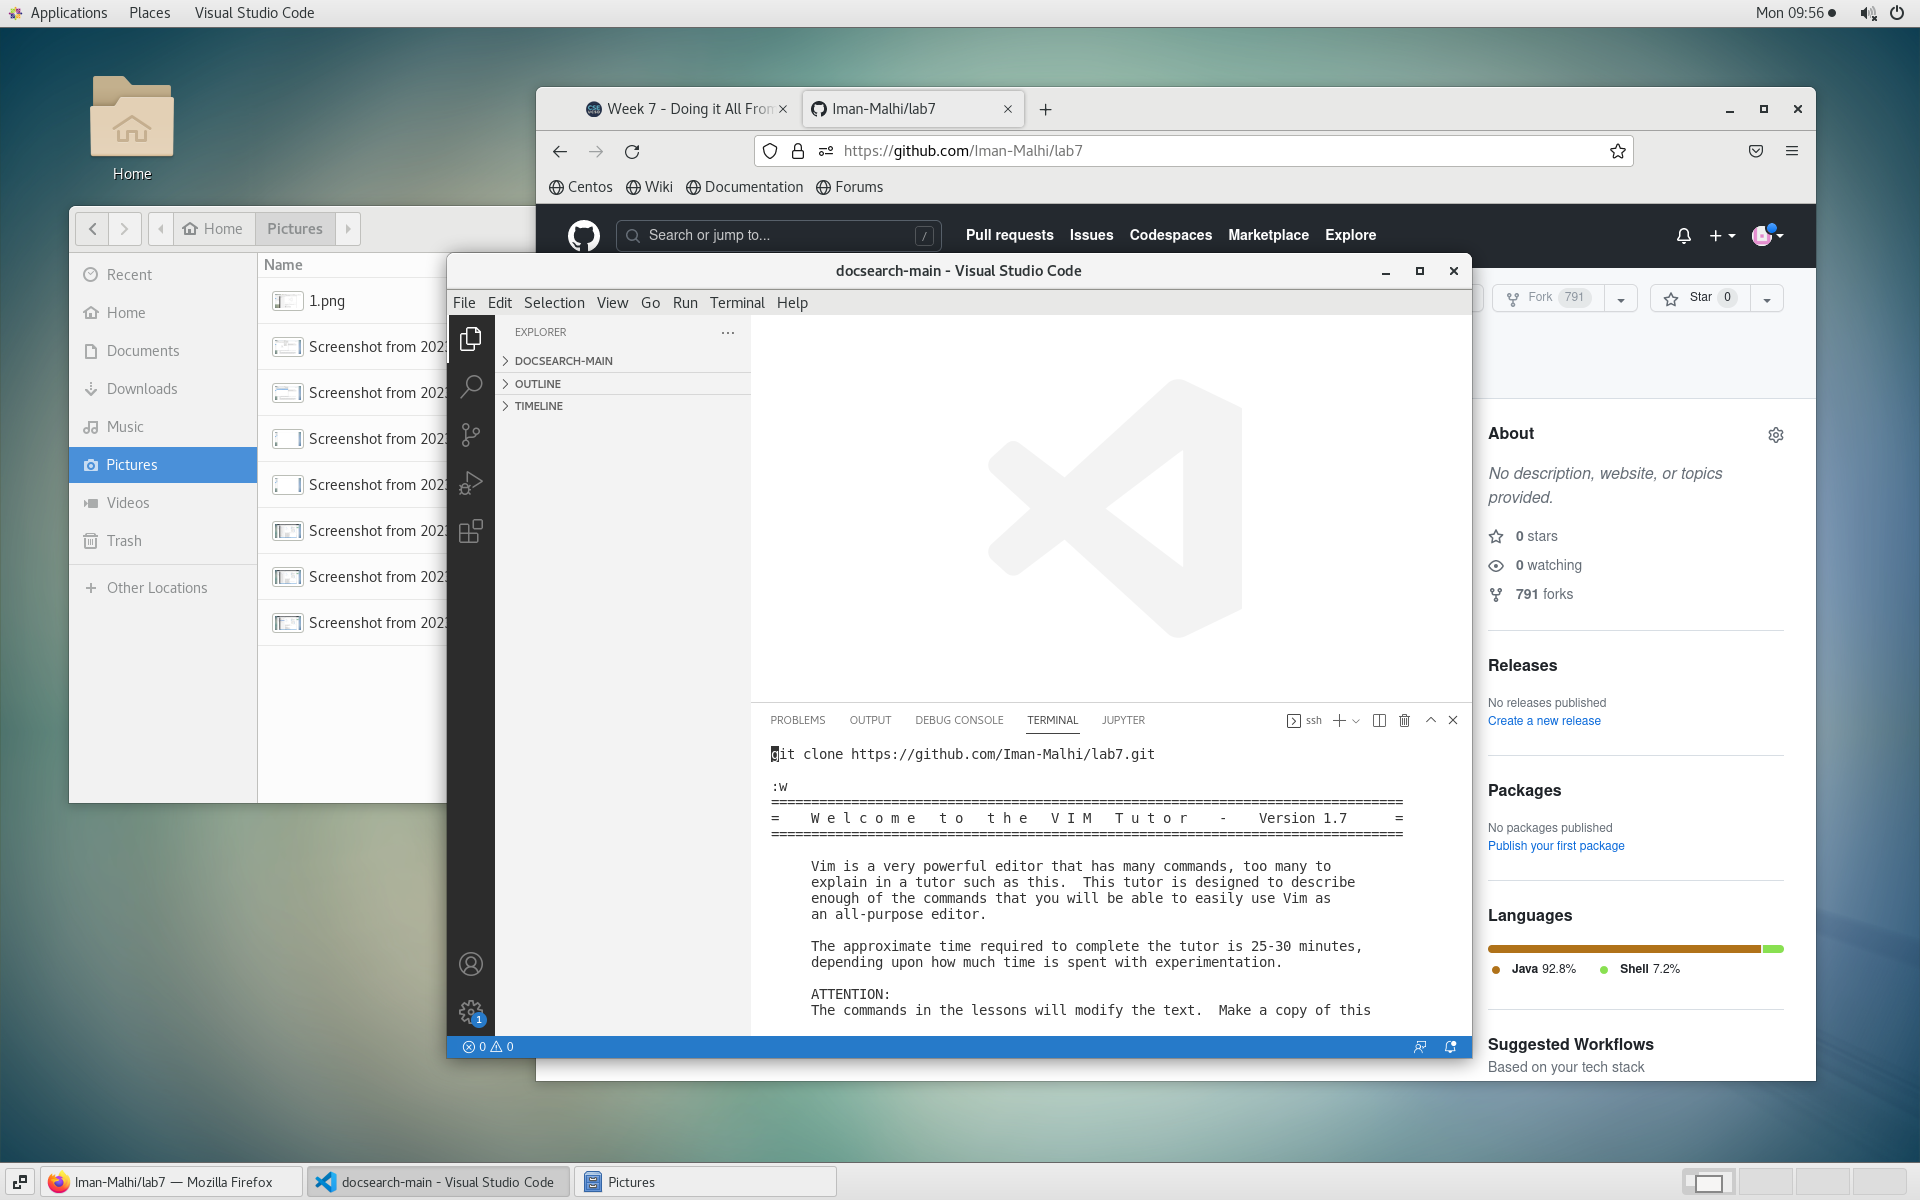 Applications Places Visual Studio Code Mon 09:56
Home
Home Pictures
Recent
Home
Documents
Downloads
Music
Pictures
Videos
Trash
Other Locations
Name
1.png
Screenshot from 202
Screenshot from 202
Screenshot from 202
Screenshot from 202
Screenshot from 202
Screenshot from 202
Screenshot from 202
Week 7 - Doing it All Fro Iman-Malhi/lab7
https://github.com/Iman-Malhi/lab7
Centos Wiki Documentation Forums
Search or jump to... / Pull requests Issues Codespaces Marketplace Explore
Fork 791 Star 0
About
No description, website, or topics
provided.
0 stars
0 watching
791 forks
Releases
No releases published
Create a new release
Packages
No packages published
Publish your first package
Languages
Java 92.8% Shell 7.2%
Suggested Workflows
Based on your tech stack
docsearch-main - Visual Studio Code
File Edit Selection View Go Run Terminal Help
EXPLORER
DOCSEARCH-MAIN
OUTLINE
TIMELINE
PROBLEMS OUTPUT DEBUG CONSOLE TERMINAL JUPYTER ssh
git clone https://github.com/Iman-Malhi/lab7.git
:w
===============================================================================
=    W e l c o m e   t o   t h e   V I M   T u t o r    -    Version 1.7      =
===============================================================================
Vim is a very powerful editor that has many commands, too many to
explain in a tutor such as this.  This tutor is designed to describe
enough of the commands that you will be able to easily use Vim as
an all-purpose editor.
The approximate time required to complete the tutor is 25-30 minutes,
depending upon how much time is spent with experimentation.
ATTENTION:
The commands in the lessons will modify the text.  Make a copy of this
1
0 0
Iman-Malhi/lab7 — Mozilla Firefox docsearch-main - Visual Studio Code Pictures